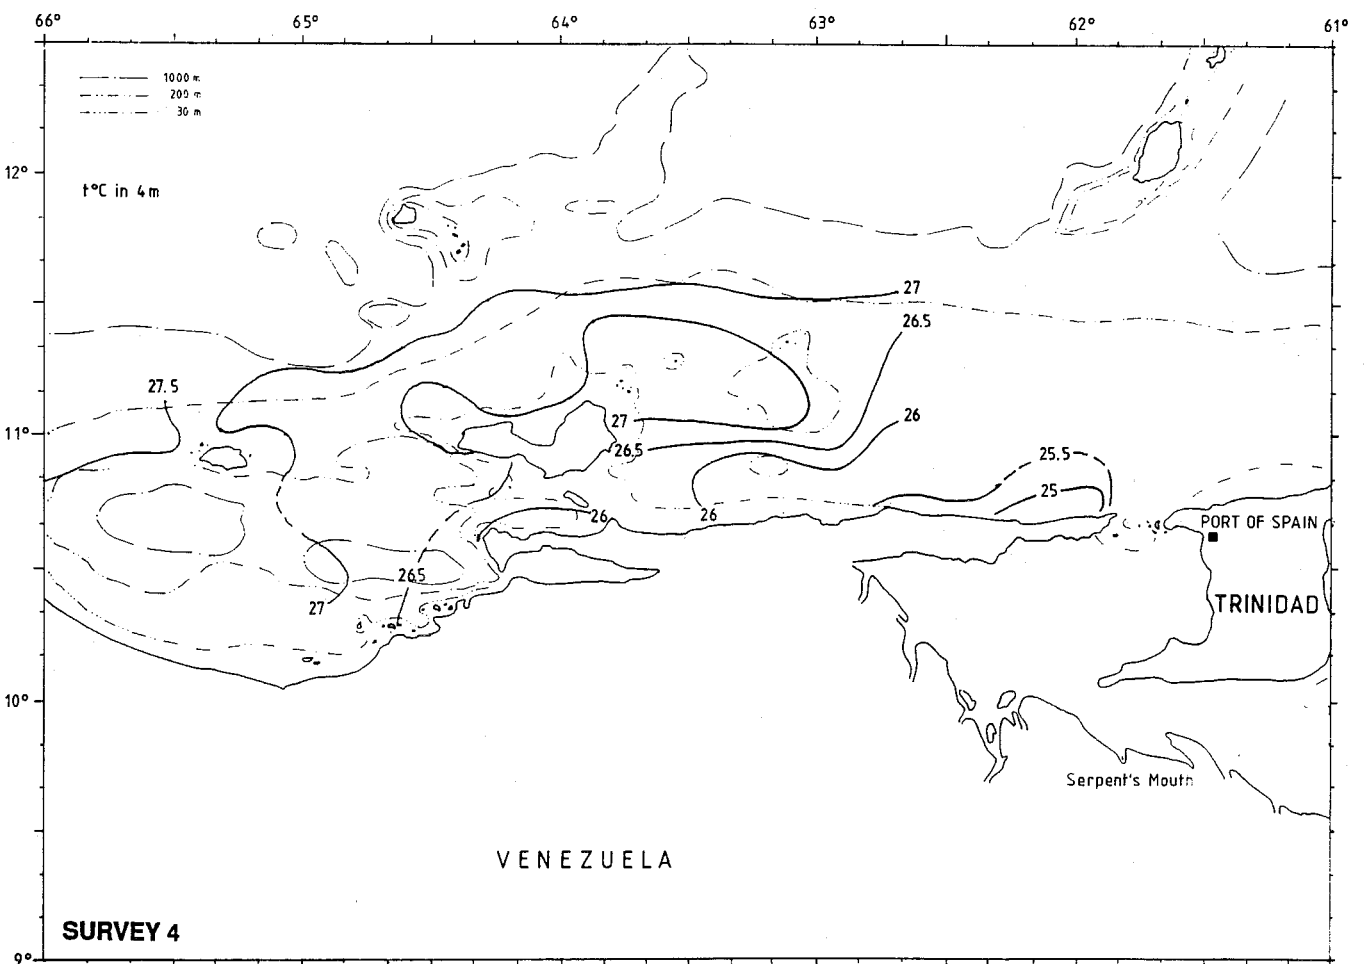 66° 65° 64° 63° 62° 61°
1000 m
200 m
30 m
12°
t°C in 4m
27
26.5
27.5
11°
27
26.5
26
25.5
25
26
26
PORT OF SPAIN
26.5
27
TRINIDAD
10°
Serpent's Mouth
VENEZUELA
SURVEY 4
9°